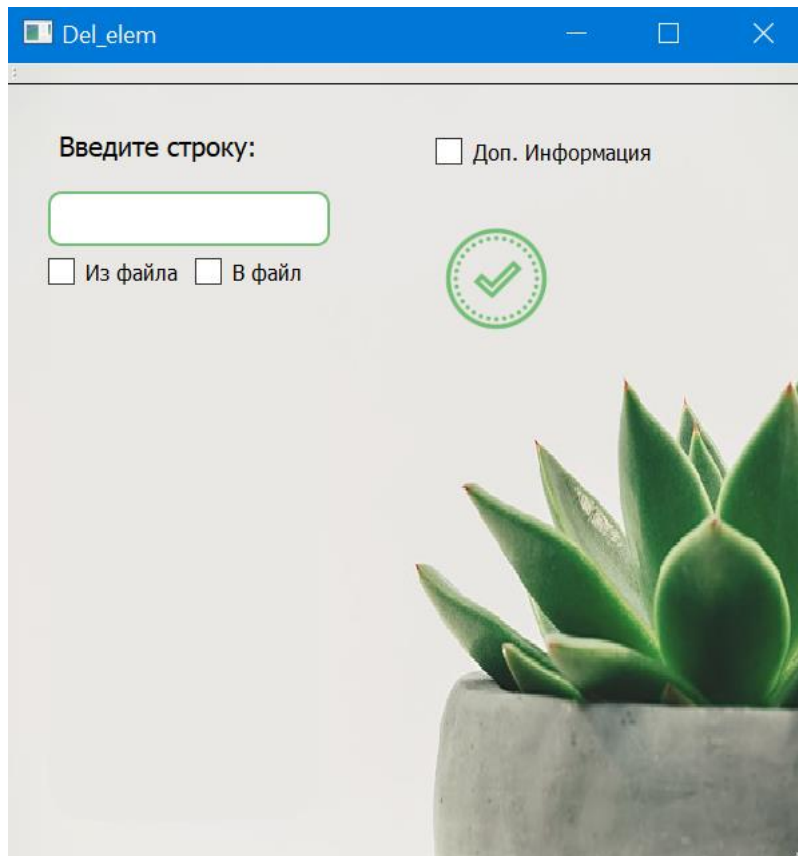 Del_elem
Введите строку:
Доп. Информация
Из файла В файл